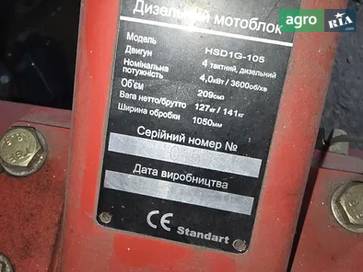 agro RIA.com
Дизельний мотоблок
Модель HSD1G-105
Двигун 4 тактний, дизельний
Номінальна потужність 4,0кВт / 3600об/хв
Об'єм 209см3
Вага нетто/брутто 127кг / 141кг
Ширина обробки 1050мм
Серійний номер №
Дата виробництва
CE Standart